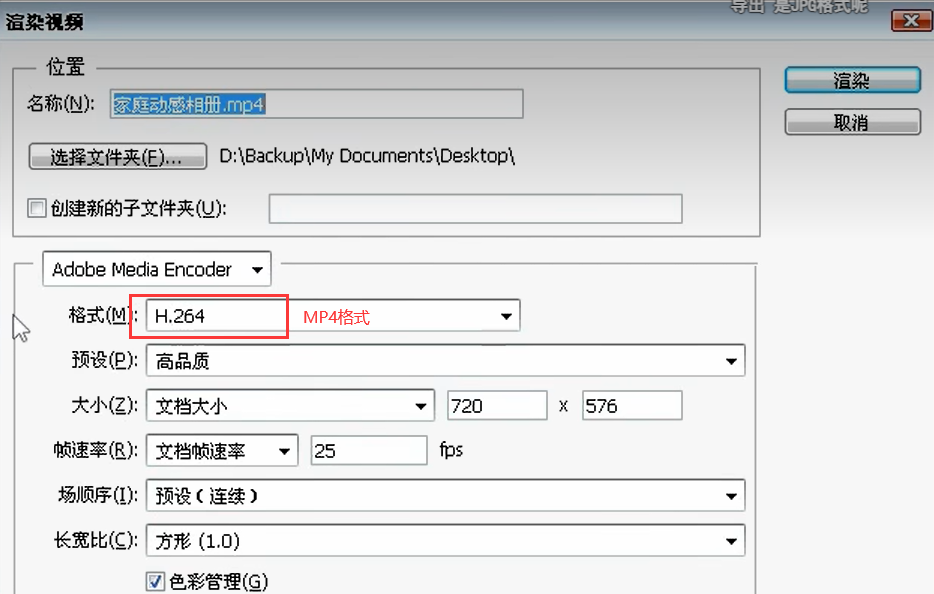 导出 是JPG格式呢
渲染视频
位置
名称(N): 家庭动感相册.mp4
渲染
取消
选择文件夹(F)... D:\Backup\My Documents\Desktop\
创建新的子文件夹(U):
Adobe Media Encoder
格式(M): H.264 MP4格式
预设(P): 高品质
大小(Z): 文档大小 720 x 576
帧速率(R): 文档帧速率 25 fps
场顺序(I): 预设(连续)
长宽比(C): 方形 (1.0)
色彩管理(G)